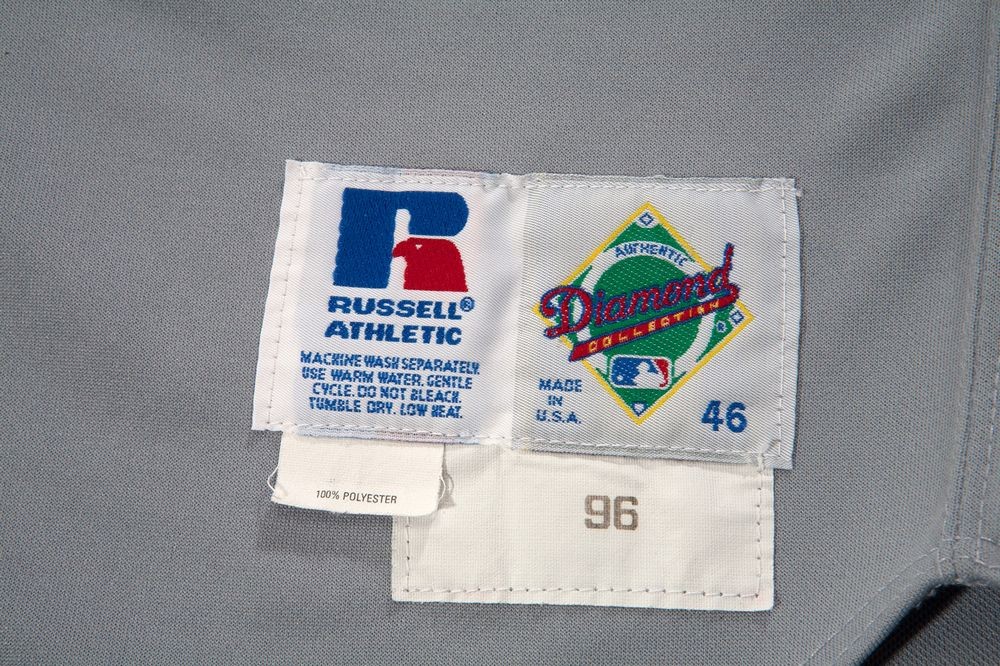 RUSSELL®
ATHLETIC
MACHINE WASH SEPARATELY.
USE WARM WATER. GENTLE
CYCLE. DO NOT BLEACH.
TUMBLE DRY. LOW HEAT.
AUTHENTIC
Diamond
COLLECTION
®
MADE
IN
U.S.A.
46
100% POLYESTER
96